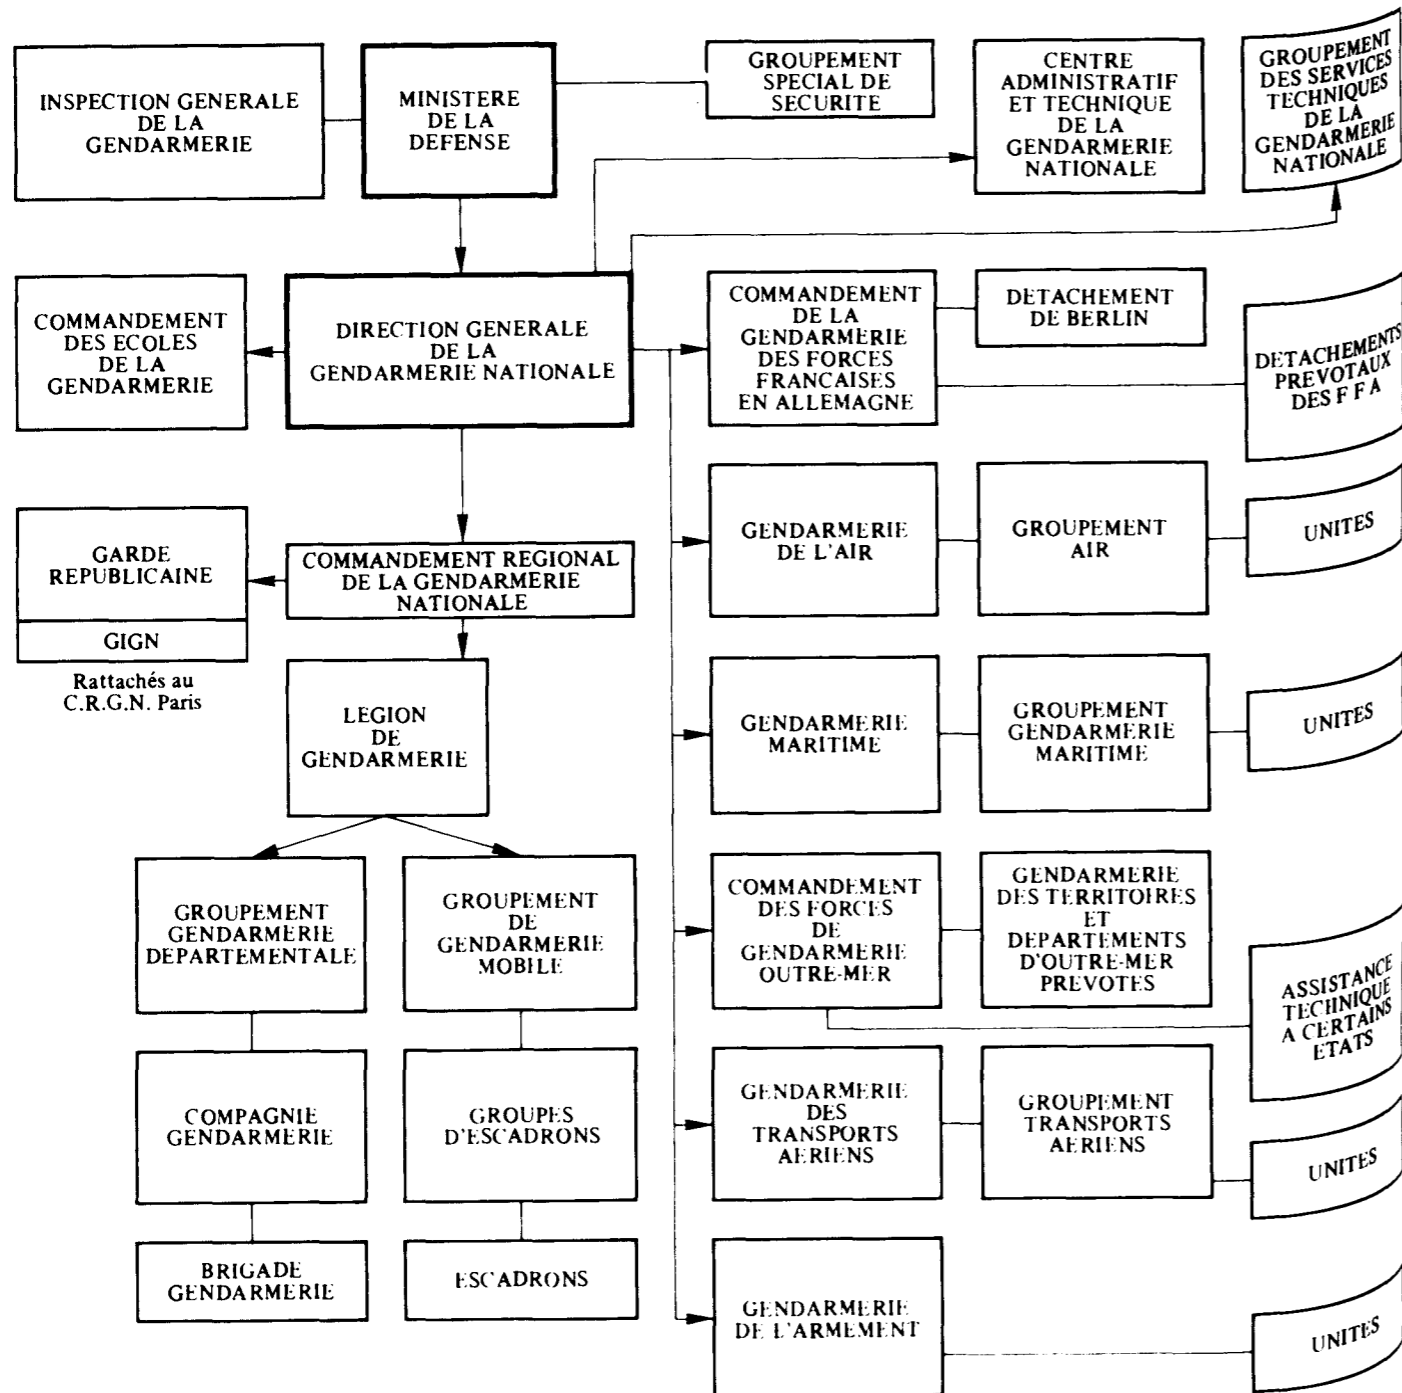 INSPECTION GENERALE
DE LA
GENDARMERIE
MINISTERE
DE LA
DEFENSE
GROUPEMENT
SPECIAL DE
SECURITE
CENTRE
ADMINISTRATIF
ET TECHNIQUE
DE LA
GENDARMERIE
NATIONALE
GROUPEMENT
DES SERVICES
TECHNIQUES
DE LA
GENDARMERIE
NATIONALE
COMMANDEMENT
DES ECOLES
DE LA
GENDARMERIE
DIRECTION GENERALE
DE LA
GENDARMERIE NATIONALE
COMMANDEMENT
DE LA
GENDARMERIE
DES FORCES
FRANCAISES
EN ALLEMAGNE
DETACHEMENT
DE BERLIN
DETACHEMENTS
PREVOTAUX
DES F F A
GARDE
REPUBLICAINE
GIGN
Rattachés au
C.R.G.N. Paris
COMMANDEMENT REGIONAL
DE LA GENDARMERIE
NATIONALE
GENDARMERIE
DE L'AIR
GROUPEMENT
AIR
UNITES
LEGION
DE
GENDARMERIE
GENDARMERIE
MARITIME
GROUPEMENT
GENDARMERIE
MARITIME
UNITES
GROUPEMENT
GENDARMERIE
DEPARTEMENTALE
GROUPEMENT
DE
GENDARMERIE
MOBILE
COMMANDEMENT
DES FORCES
DE
GENDARMERIE
OUTRE-MER
GENDARMERIE
DES TERRITOIRES
ET
DEPARTEMENTS
D'OUTRE-MER
PREVOTES
ASSISTANCE
TECHNIQUE
A CERTAINS
ETATS
COMPAGNIE
GENDARMERIE
GROUPES
D'ESCADRONS
GENDARMERIE
DES
TRANSPORTS
AERIENS
GROUPEMENT
TRANSPORTS
AERIENS
UNITES
BRIGADE
GENDARMERIE
ESCADRONS
GENDARMERIE
DE L'ARMEMENT
UNITES